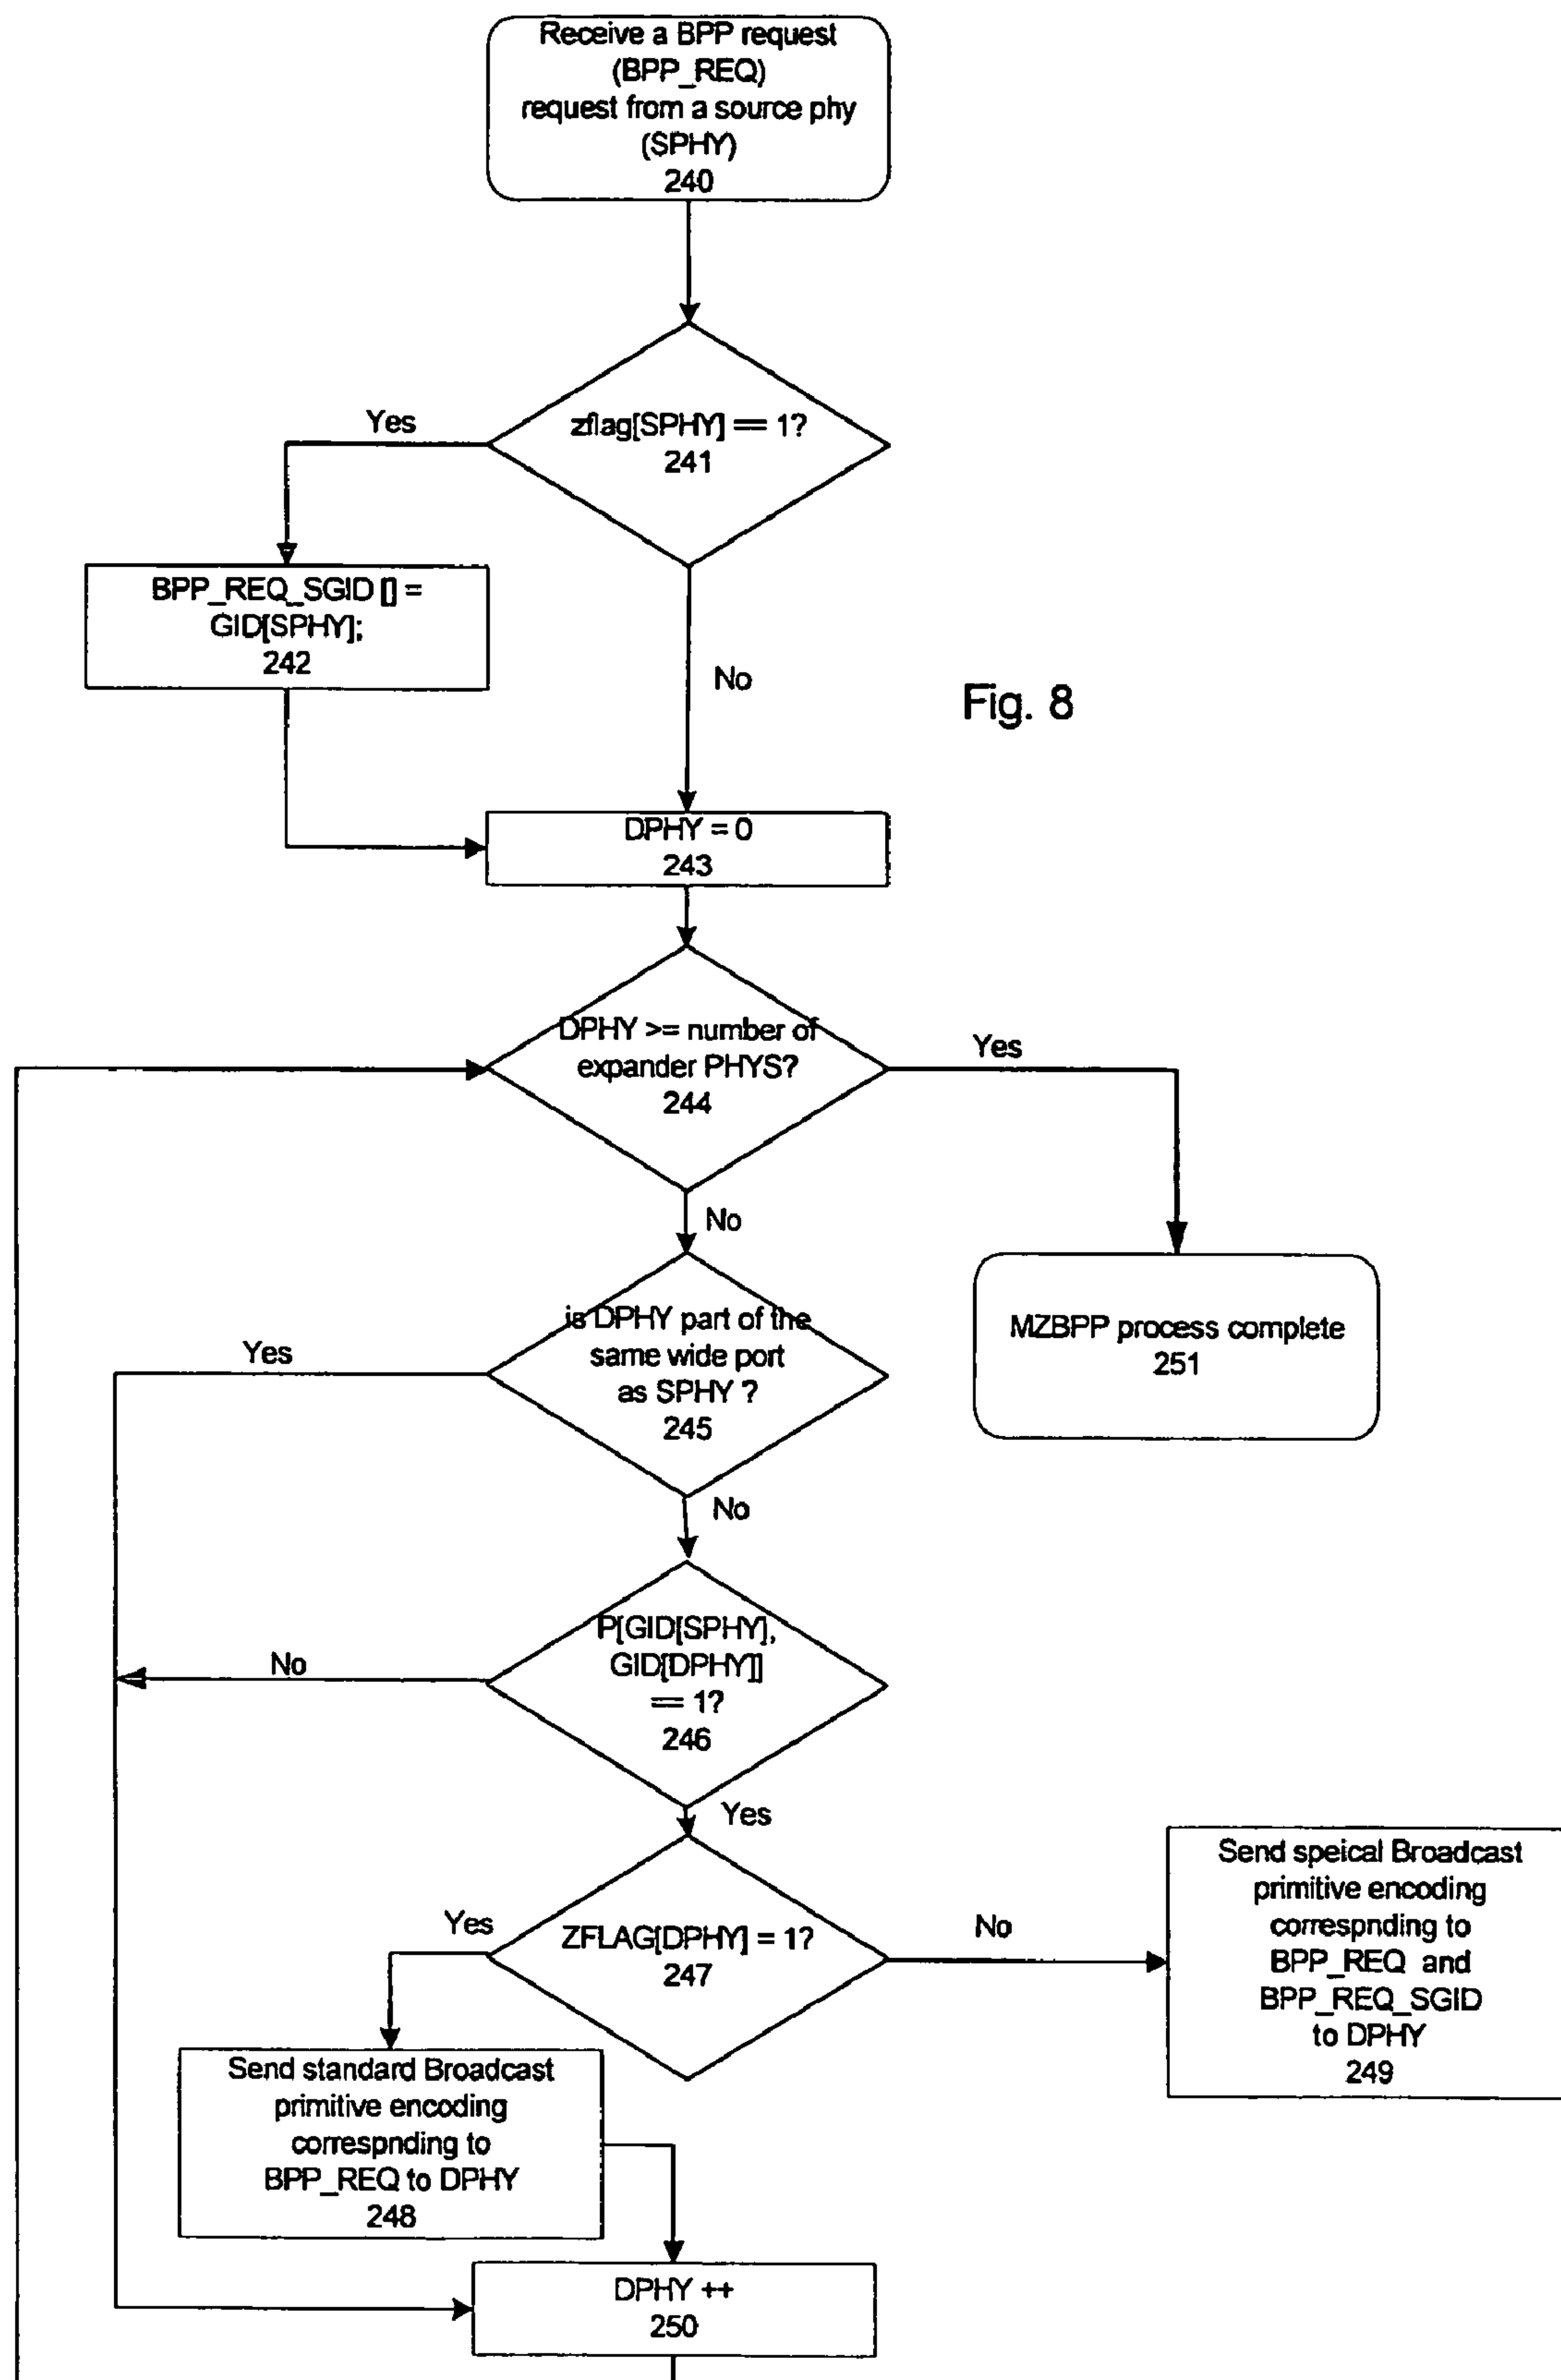 Receive a BPP request
(BPP_REQ)
request from a source phy
(SPHY)
240
zflag[SPHY] == 1?
241
Yes
BPP_REQ_SGID [] =
GID[SPHY];
242
No
Fig. 8
DPHY = 0
243
DPHY >= number of
expander PHYS?
244
Yes
No
is DPHY part of the
same wide port
as SPHY ?
245
Yes
MZBPP process complete
251
No
P[GID[SPHY],
GID[DPHY]]
== 1?
246
No
Yes
ZFLAG[DPHY] = 1?
247
Yes
No
Send speical Broadcast
primitive encoding
correspnding to
BPP_REQ and
BPP_REQ_SGID
to DPHY
249
Send standard Broadcast
primitive encoding
correspnding to
BPP_REQ to DPHY
248
DPHY ++
250